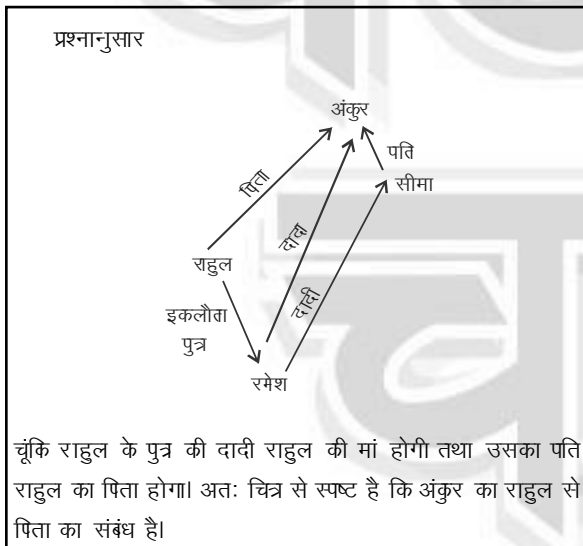 प्रश्नानुसार
अंकुर
पति
पिता
सीमा
दादा
राहुल
दादी
इकलौता
पुत्र
रमेश
चूंकि राहुल के पुत्र की दादी राहुल की मां होगी तथा उसका पति
राहुल का पिता होगा। अतः चित्र से स्पष्ट है कि अंकुर का राहुल से
पिता का संबंध है।